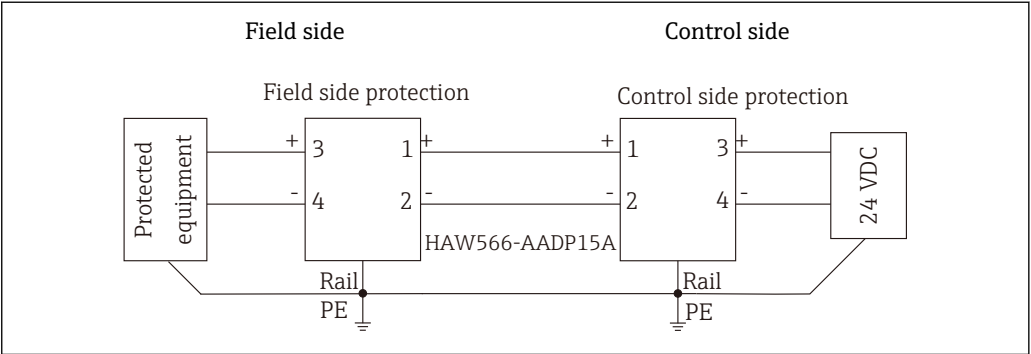 Field side
Control side
Field side protection
Control side protection
Protected
equipment
+ 3 1 + + 1 3 +
- 4 2 - - 2 4 -
24 VDC
HAW566-AADP15A
Rail
Rail
PE
PE